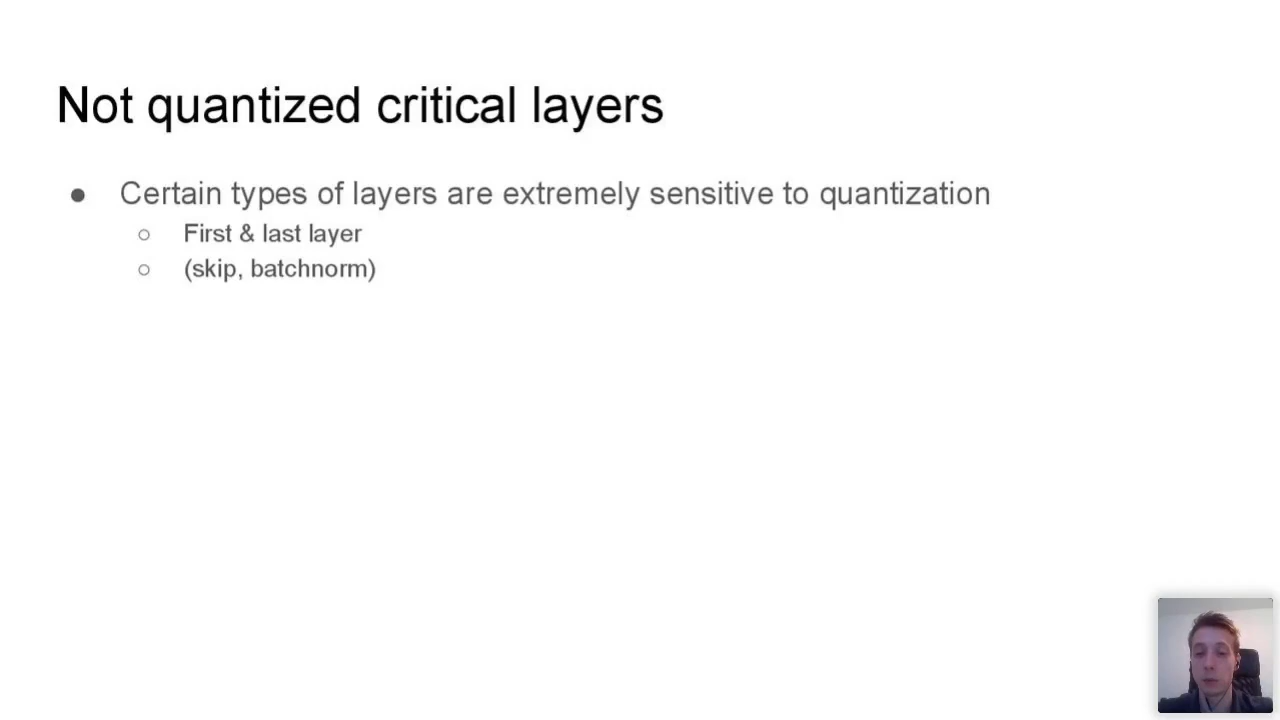 Not quantized critical layers
● Certain types of layers are extremely sensitive to quantization
○ First & last layer
○ (skip, batchnorm)